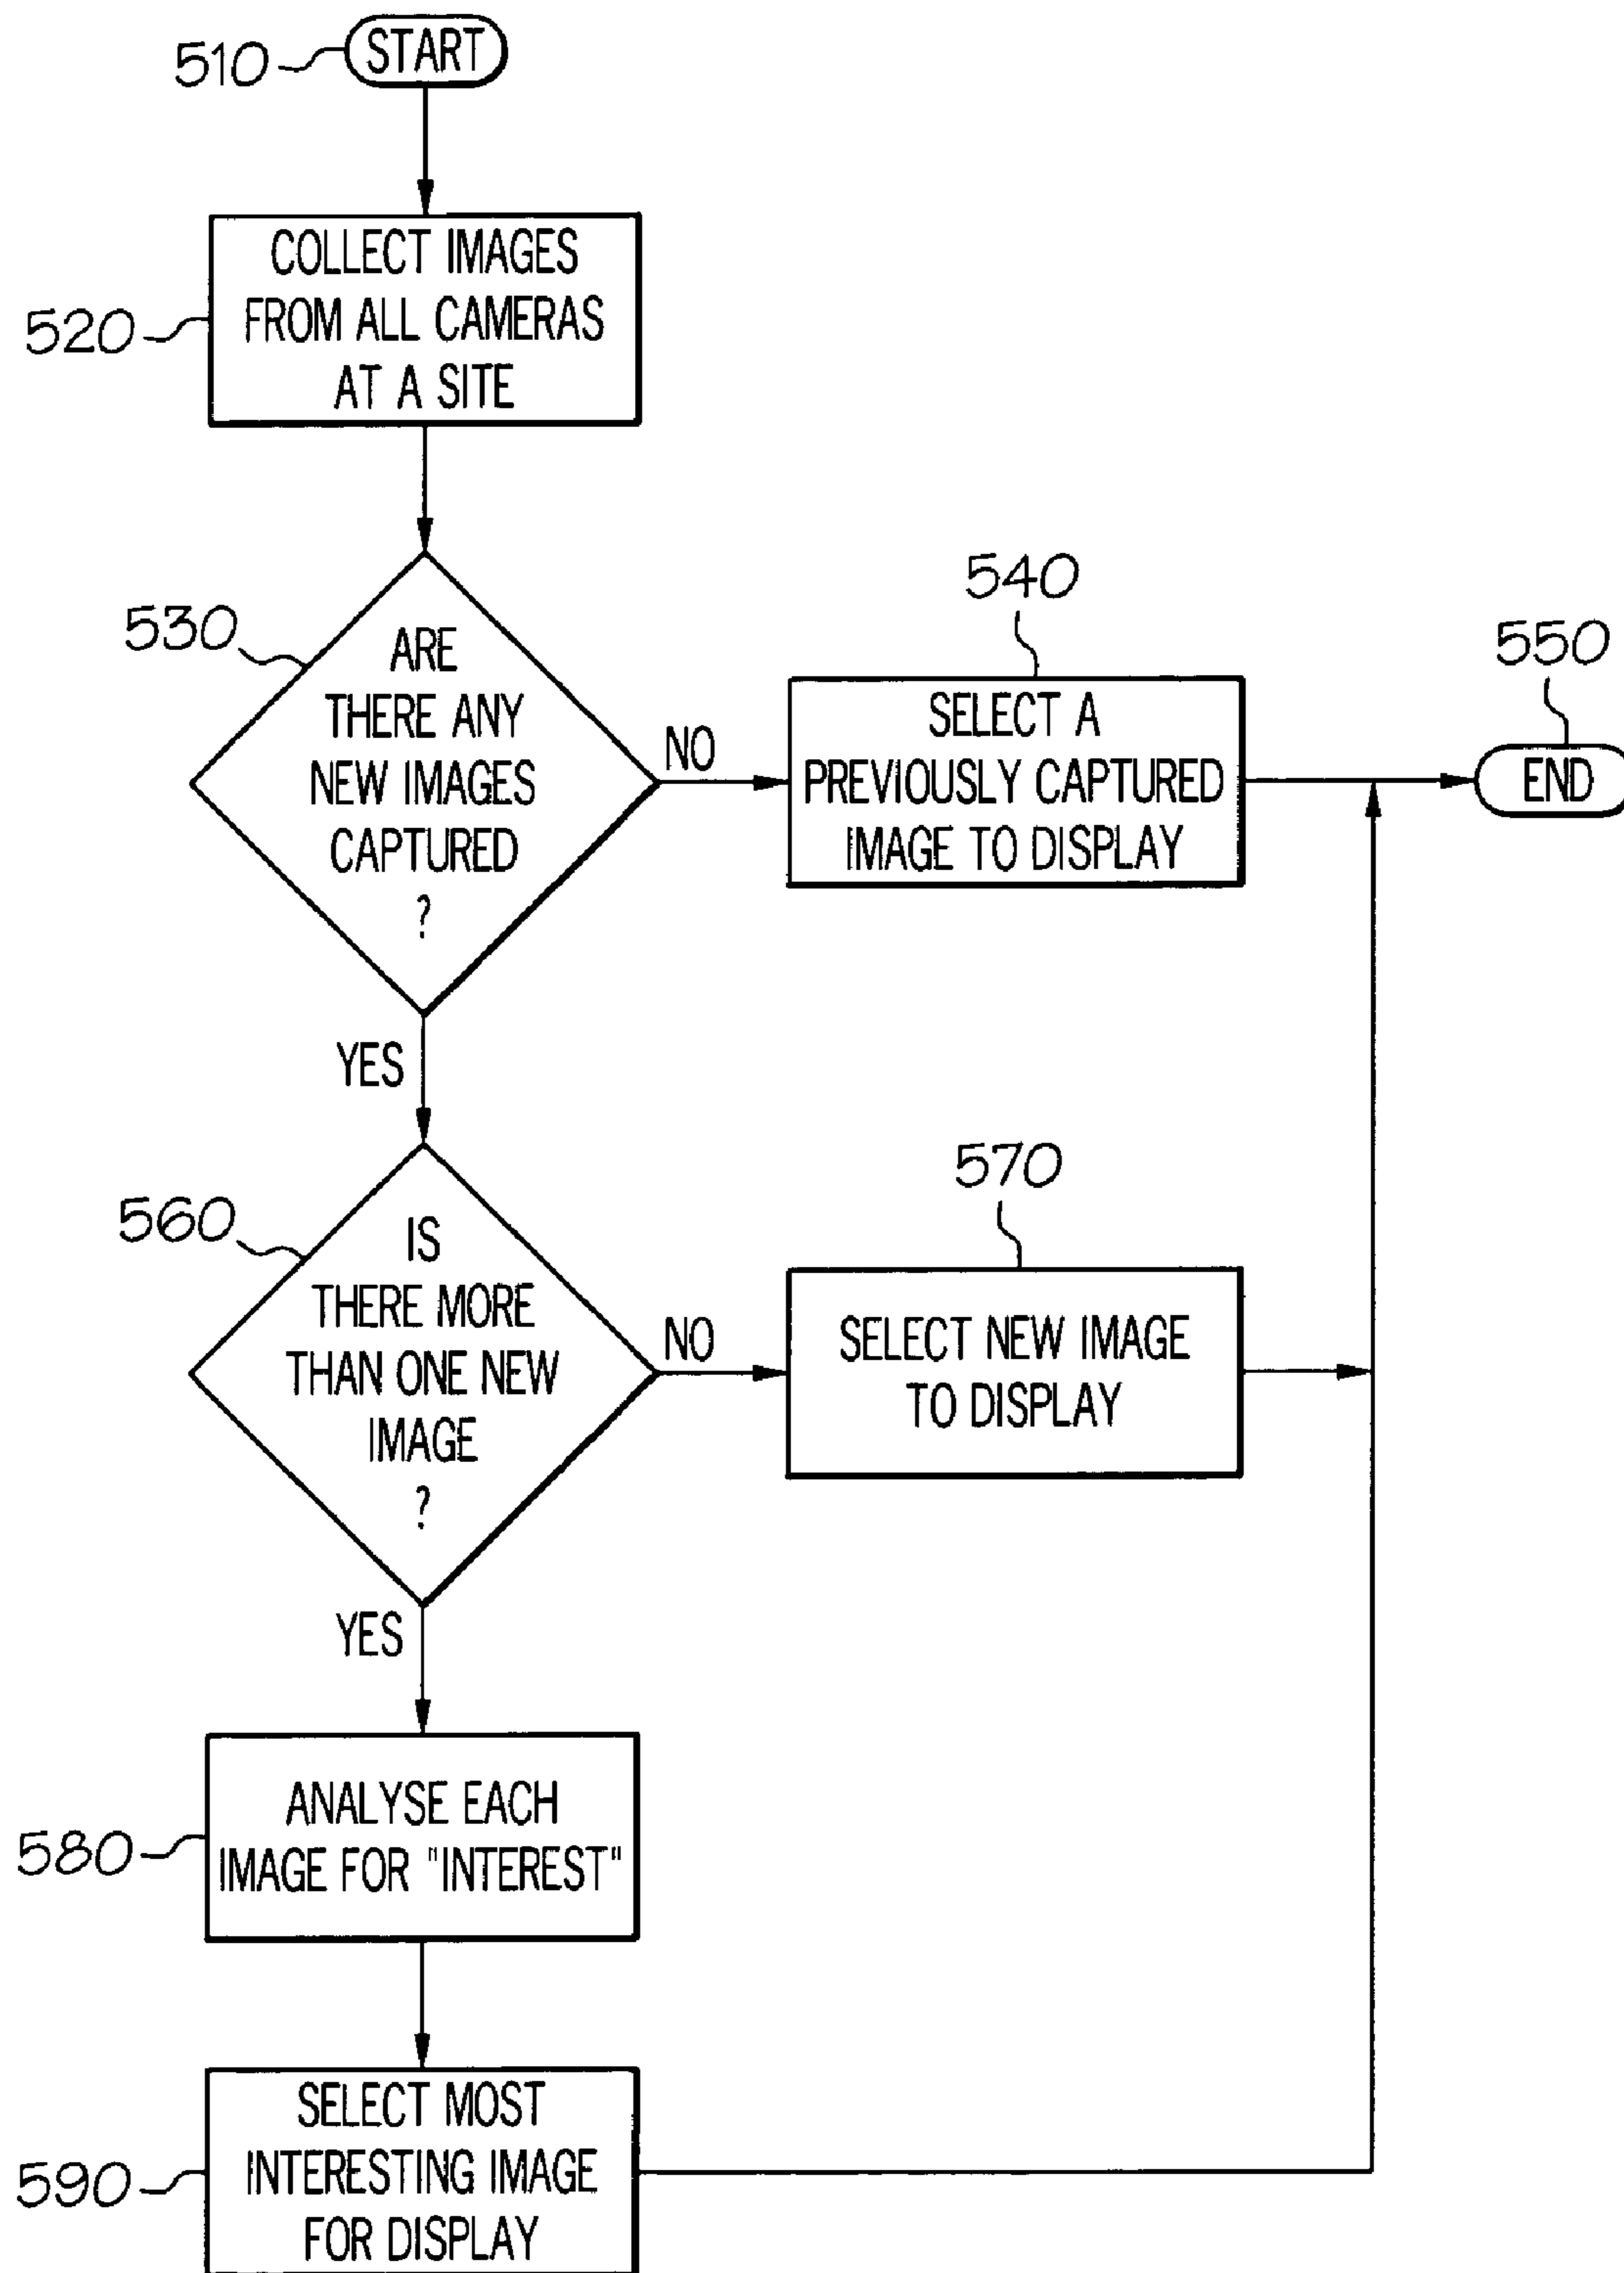 510
START
520
COLLECT IMAGES
FROM ALL CAMERAS
AT A SITE
530
ARE
THERE ANY
NEW IMAGES
CAPTURED
?
NO
540
SELECT A
PREVIOUSLY CAPTURED
IMAGE TO DISPLAY
550
END
YES
560
IS
THERE MORE
THAN ONE NEW
IMAGE
?
NO
570
SELECT NEW IMAGE
TO DISPLAY
YES
580
ANALYSE EACH
IMAGE FOR "INTEREST"
590
SELECT MOST
INTERESTING IMAGE
FOR DISPLAY